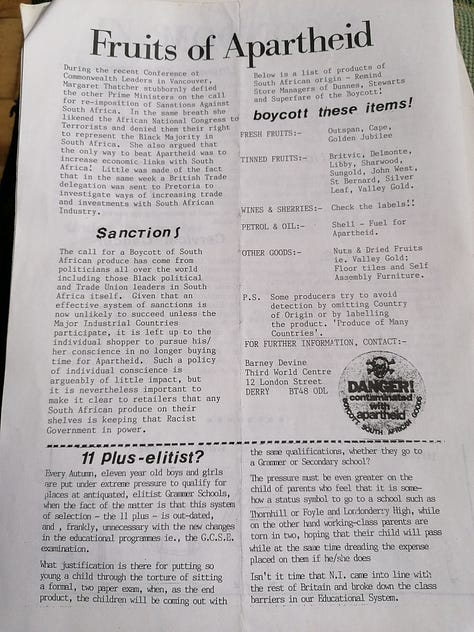 Fruits of Apartheid
During the recent Conference of
Commonwealth Leaders in Vancouver,
Margaret Thatcher stubbornly defied
the other Prime Ministers on the call
for re-imposition of Sanstions Against
South Africa. In the same breath she
likened the African National Congress to
Terrorists and denied them their right
to represent the Black Majority in
South Africa. She also argued that
the only way to beat Apartheid was to
increase economic links with South
Africa! Little was made of the fact
that in the same week a British Trade
delegation was sent to Pretoria to
investigate ways of increasing trade
and investments with South African
Industry.
Sanctions
The call for a Boycott of South
African produce has come from
politicians all over the world
including those Black political
and Trade Union leaders in South
Africa itself. Given that an
effective system of sanctions is
now unlikely to succeed unless the
Major Industrial Countries
participate, it is left up to the
individual shopper to pursue his/
her conscience in no longer buying
time for Apartheid. Such a policy
of individual conscience is
argueably of little impact, but
it is nevertheless important to
make it clear to retailers that any
South African produce on their
shelves is keeping that Racist
Government in power.
Below is a list of products of
South African origin - Remind
Store Managers of Dunnes, Stewarts
and Superfare of the Boycott!
boycott these items!
FRESH FRUITS:- Outspan, Cape,
Golden Jubilee
TINNED FRUITS:- Britvic, Delmonte,
Libby, Sharwood,
Sungold, John West,
St Bernard, Silver
Leaf, Valley Gold.
WINES & SHERRIES:- Check the labels!!
PETROL & OIL:- Shell - Fuel for
Apartheid.
OTHER GOODS:- Nuts & Dried Fruits
ie. Valley Gold;
Floor tiles and Self
Assembly Furniture.
P.S. Some producers try to avoid
detection by omitting Country
of Origin or by labelling
the product. 'Produce of Many
Countries'.
FOR FURTHER INFORMATION, CONTACT:-
Barney Devine
Third World Centre
12 London Street
DERRY BT48 ODL
DANGER!
contaminated
with
apartheid
BOYCOTT SOUTH AFRICAN GOODS
11 Plus-elitist?
Every Autumn, eleven year old boys and girls
are put under extreme pressure to qualify for
places at antiquated, elitist Grammer Schools,
when the fact of the matter is that this system
of selection - the 11 plus - is out-dated,
and , frankly, unnecessary with the new changes
in the educational programmes ie., the G.C.S.E.
examination.
What justification is there for putting so
young a child through the torture of sitting
a formal, two paper exam, when, as the end
product, the children will be coming out with
the same qualifications, whether they go to
a Grammer or Secondary school?
The pressure must be even greater on the
child of parents who feel that it is some-
how a status symbol to go to a school such as
Thornhill or Foyle and Londonderry High, while
on the other hand working-class parents are
torn in two, hoping that their child will pass
while at the same time dreading the expense
placed on them if he/she does
Isn't it time that N.I. came into line with
the rest of Britain and broke down the class
barriers in our Educational System.